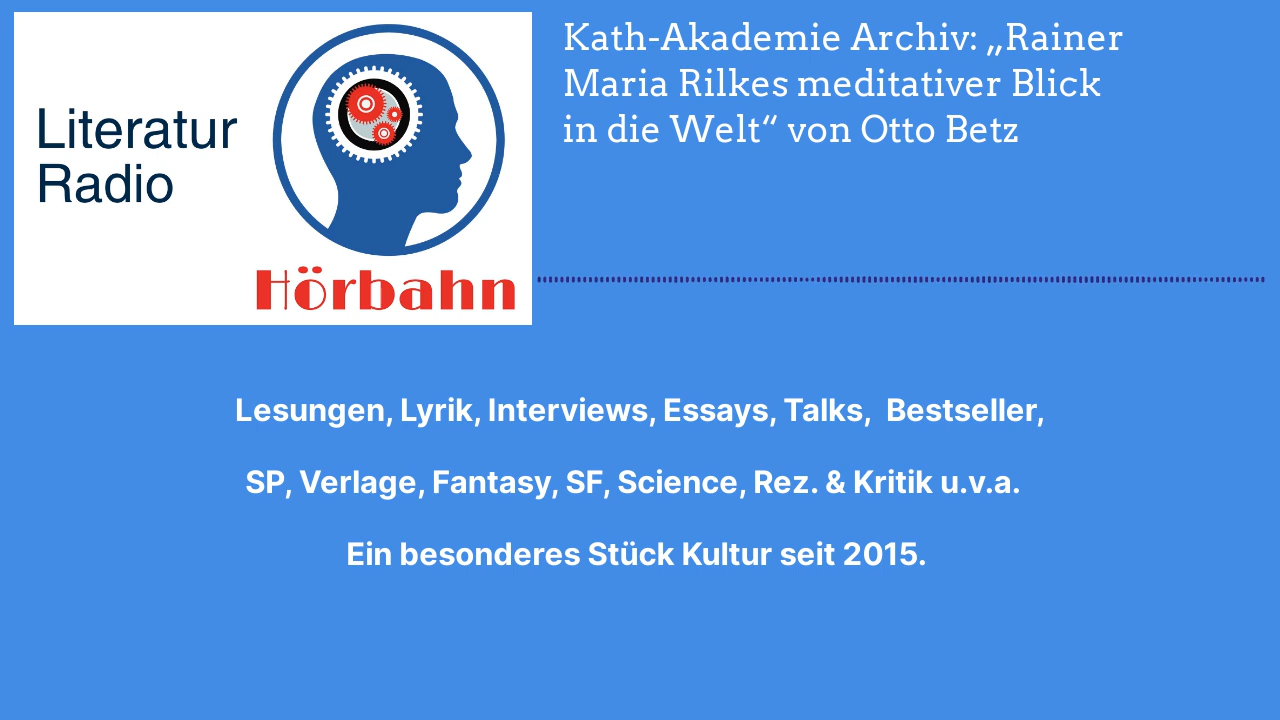 Literatur
Radio
Hörbahn
Kath-Akademie Archiv: „Rainer
Maria Rilkes meditativer Blick
in die Welt“ von Otto Betz
Lesungen, Lyrik, Interviews, Essays, Talks,  Bestseller,
SP, Verlage, Fantasy, SF, Science, Rez. & Kritik u.v.a.
Ein besonderes Stück Kultur seit 2015.